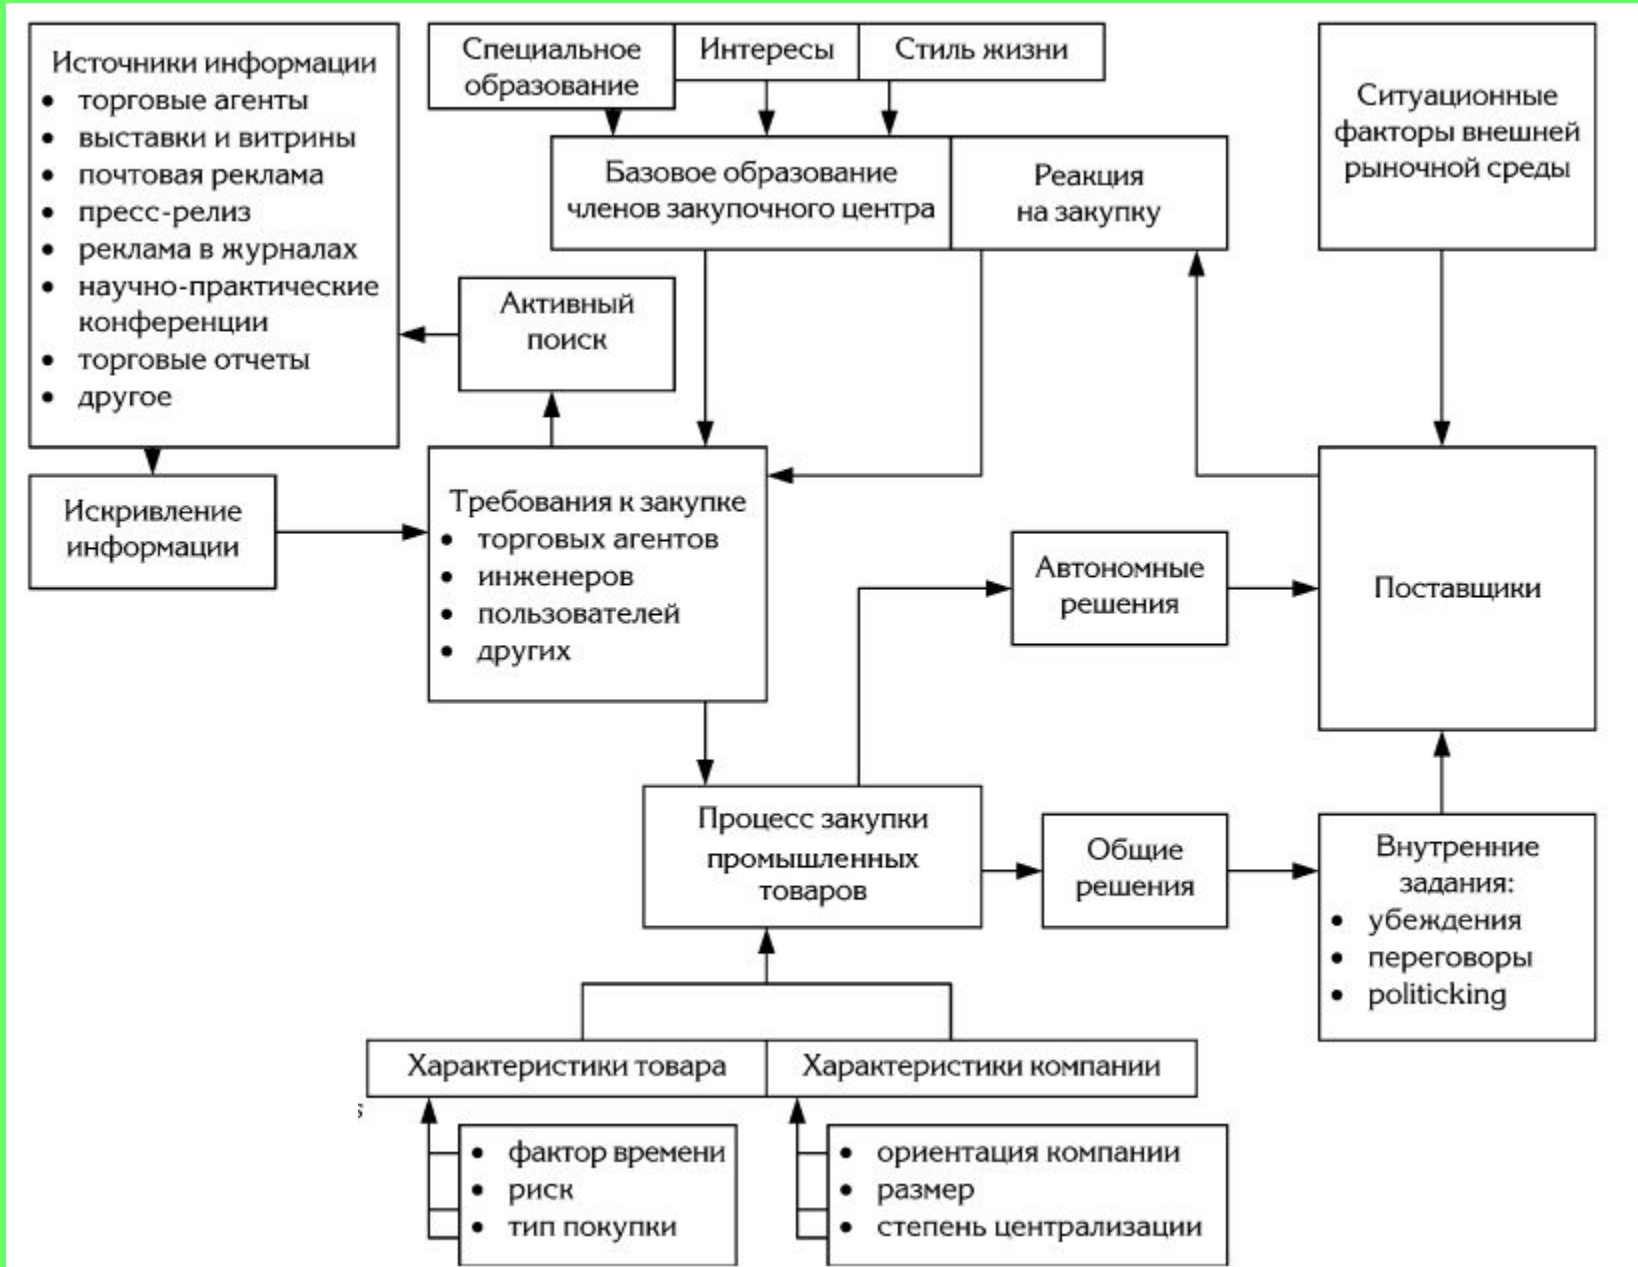 Источники информации
• торговые агенты
• выставки и витрины
• почтовая реклама
• пресс-релиз
• реклама в журналах
• научно-практические
конференции
• торговые отчеты
• другое
Специальное
образование
Интересы
Стиль жизни
Базовое образование
членов закупочного центра
Реакция
на закупку
Ситуационные
факторы внешней
рыночной среды
Активный
поиск
Искривление
информации
Требования к закупке
• торговых агентов
• инженеров
• пользователей
• других
Автономные
решения
Поставщики
Процесс закупки
промышленных
товаров
Общие
решения
Внутренние
задания:
• убеждения
• переговоры
• politicking
Характеристики товара
Характеристики компании
• фактор времени
• риск
• тип покупки
• ориентация компании
• размер
• степень централизации